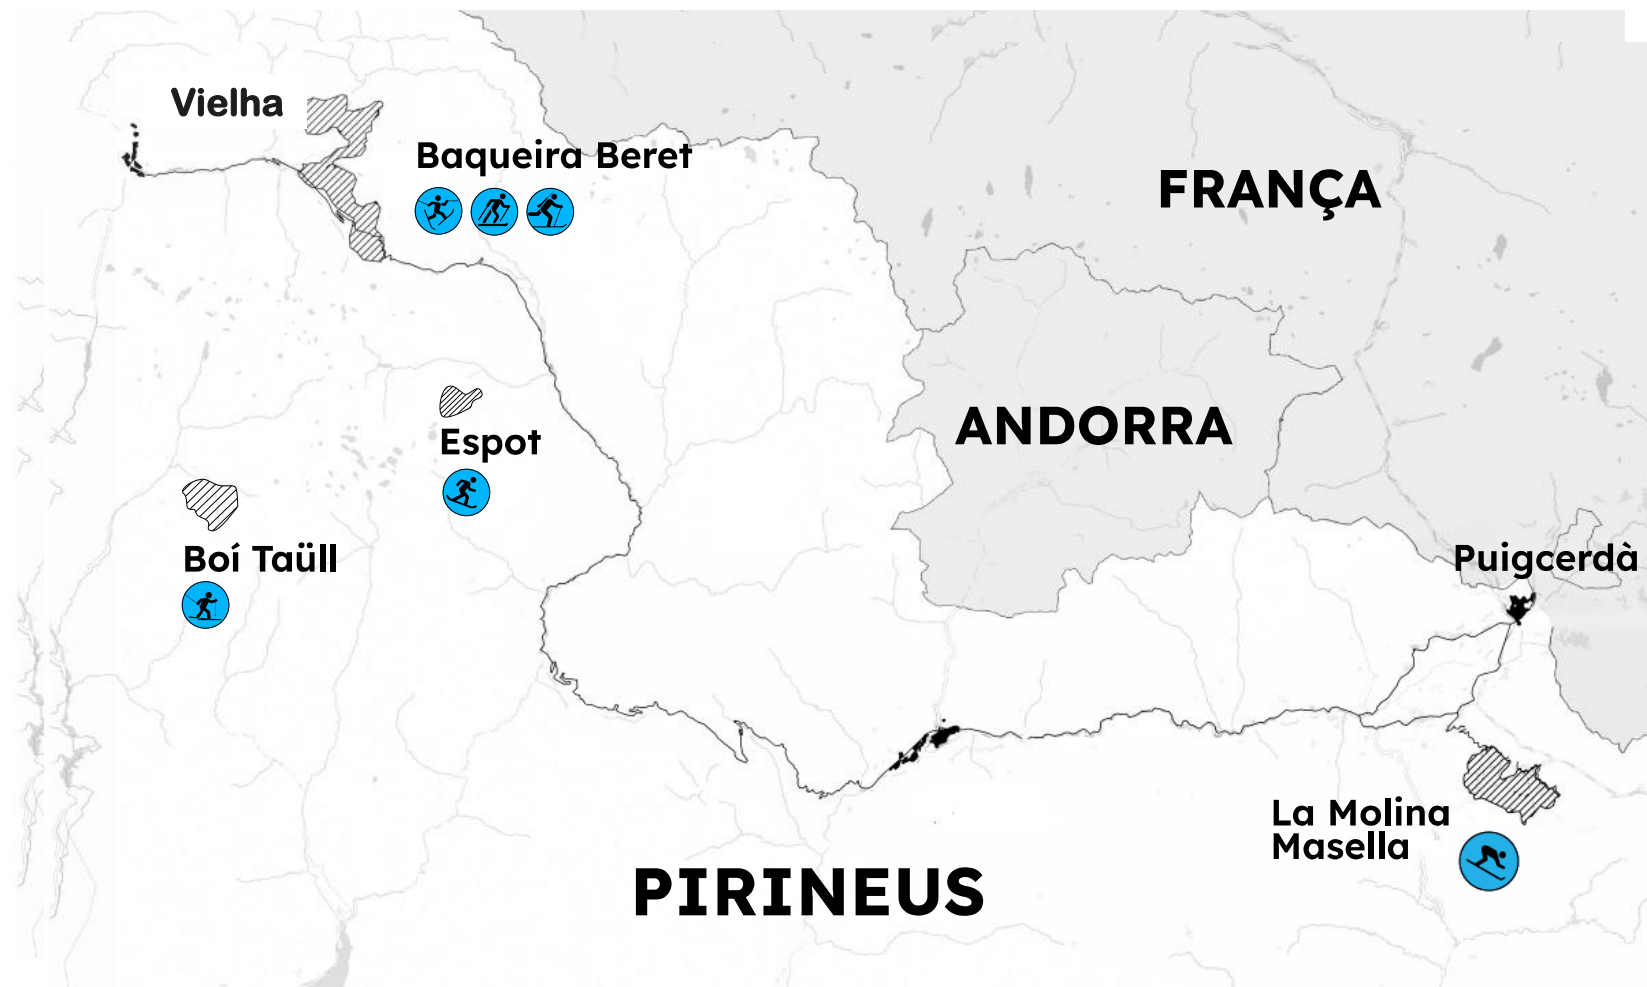 Vielha
Baqueira Beret
FRANÇA
ANDORRA
Espot
Boí Taüll
Puigcerdà
La Molina
Masella
PIRINEUS